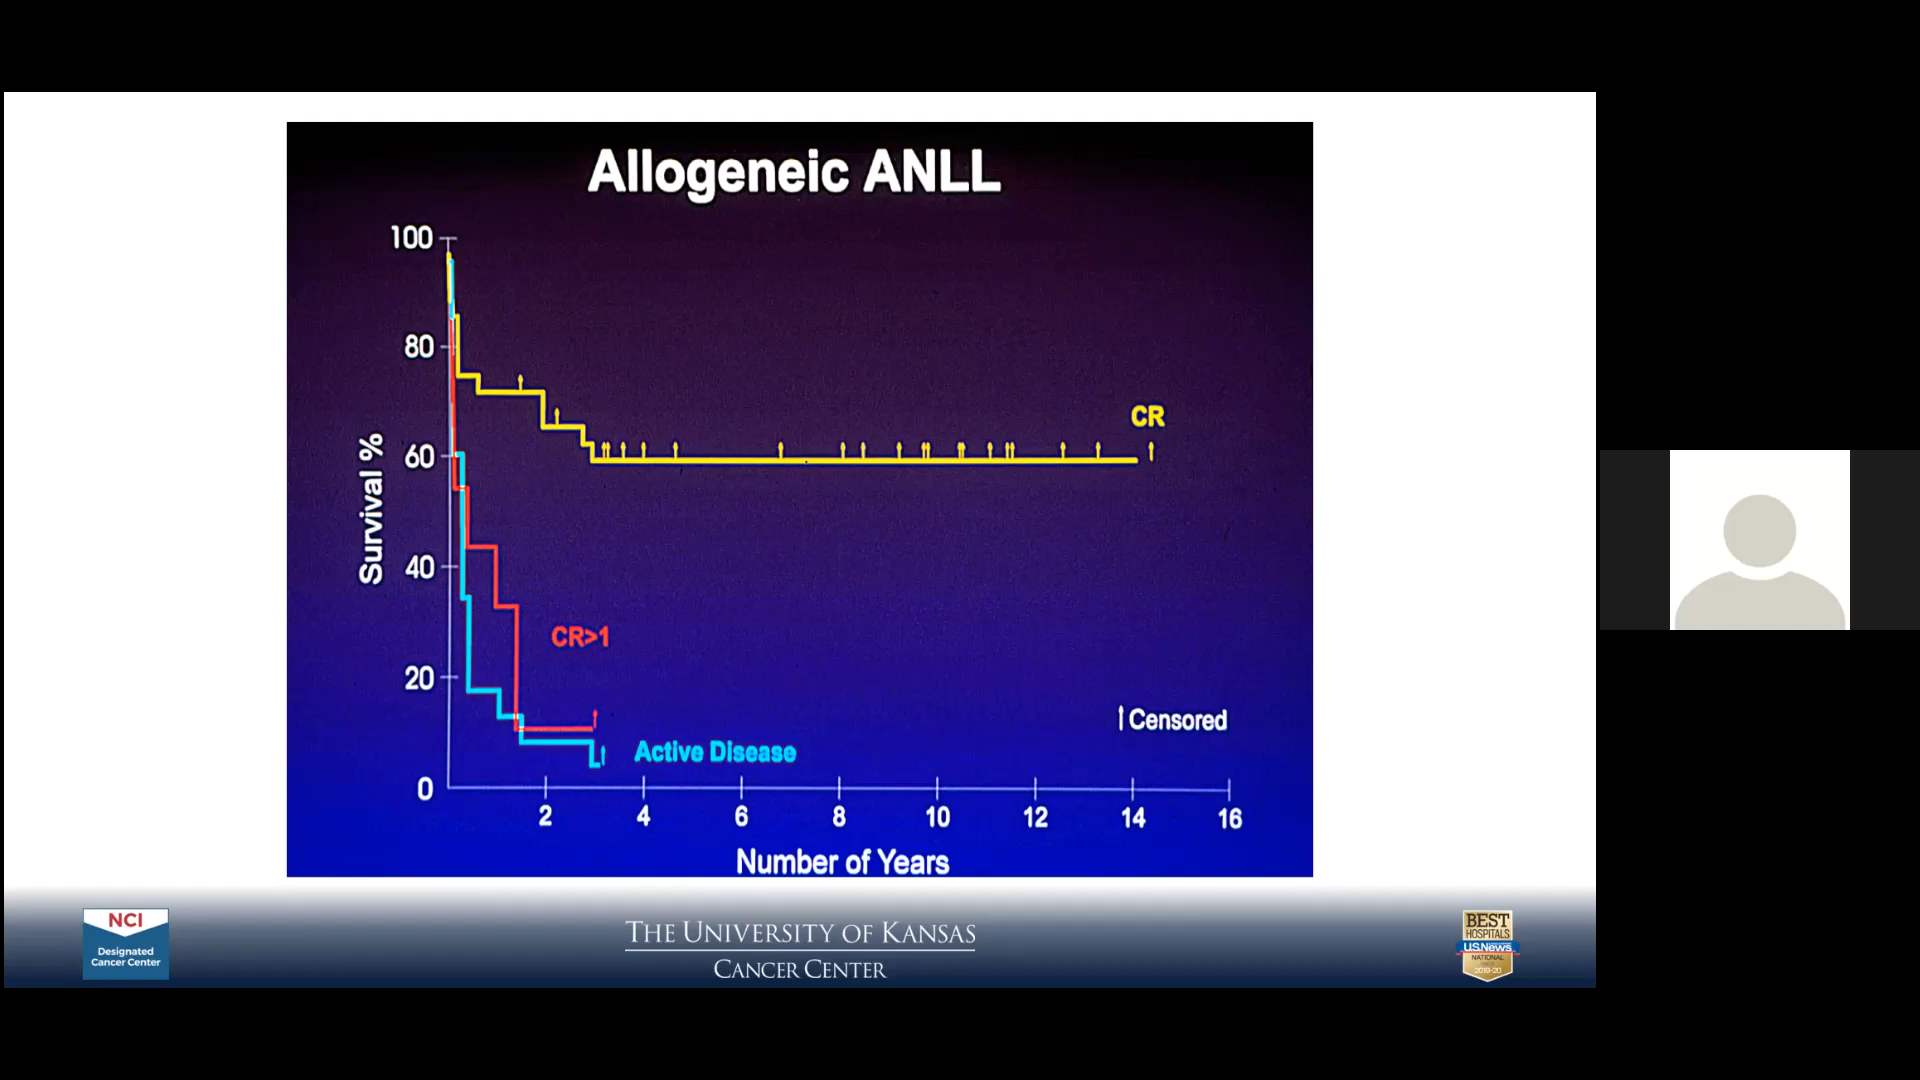 Allogeneic ANLL
100
80
60
40
20
0
Survival %
CR
CR>1
Active Disease
Censored
2 4 6 8 10 12 14 16
Number of Years
NCI
Designated
Cancer Center
THE UNIVERSITY OF KANSAS
CANCER CENTER
BEST
HOSPITALS
U.S.News
NATIONAL
2019-20